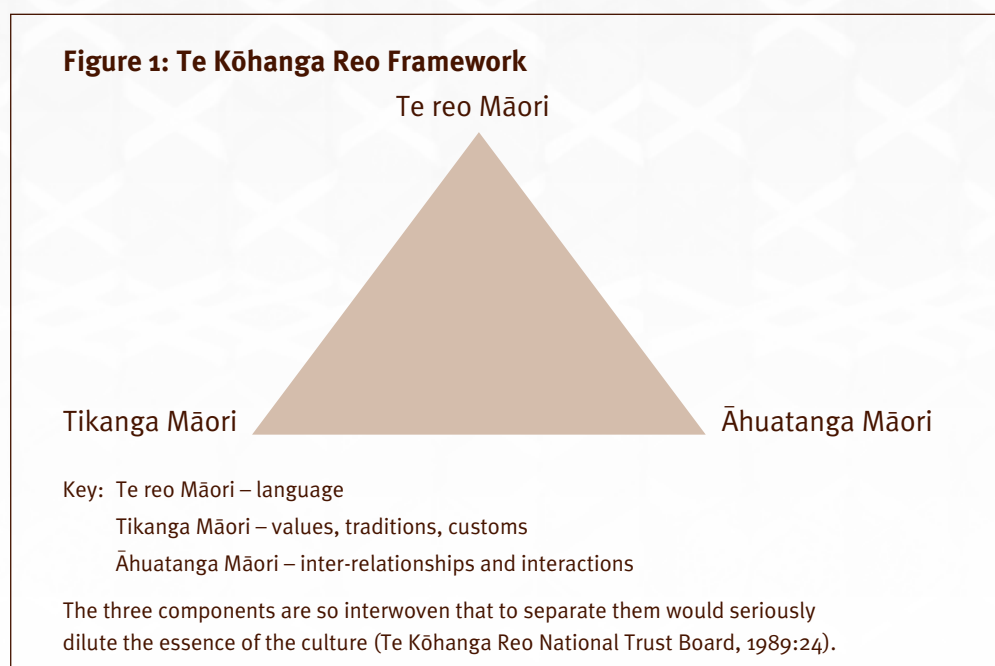 Figure 1: Te Kōhanga Reo Framework
Te reo Māori
Tikanga Māori
Āhuatanga Māori
Key: Te reo Māori – language
Tikanga Māori – values, traditions, customs
Āhuatanga Māori – inter-relationships and interactions
The three components are so interwoven that to separate them would seriously
dilute the essence of the culture (Te Kōhanga Reo National Trust Board, 1989:24).